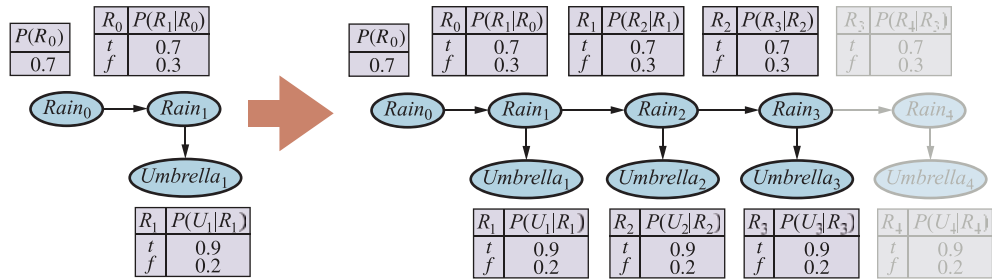 P(R₀)
0.7
R₀ P(R₁|R₀)
t 0.7
f 0.3
Rain₀ Rain₁
Umbrella₁
R₁ P(U₁|R₁)
t 0.9
f 0.2
P(R₀)
0.7
R₀ P(R₁|R₀)
t 0.7
f 0.3
R₁ P(R₂|R₁)
t 0.7
f 0.3
R₂ P(R₃|R₂)
t 0.7
f 0.3
R₃ P(R₄|R₃)
t 0.7
f 0.3
Rain₀ Rain₁ Rain₂ Rain₃ Rain₄
Umbrella₁ Umbrella₂ Umbrella₃ Umbrella₄
R₁ P(U₁|R₁)
t 0.9
f 0.2
R₂ P(U₂|R₂)
t 0.9
f 0.2
R₃ P(U₃|R₃)
t 0.9
f 0.2
R₄ P(U₄|R₄)
t 0.9
f 0.2